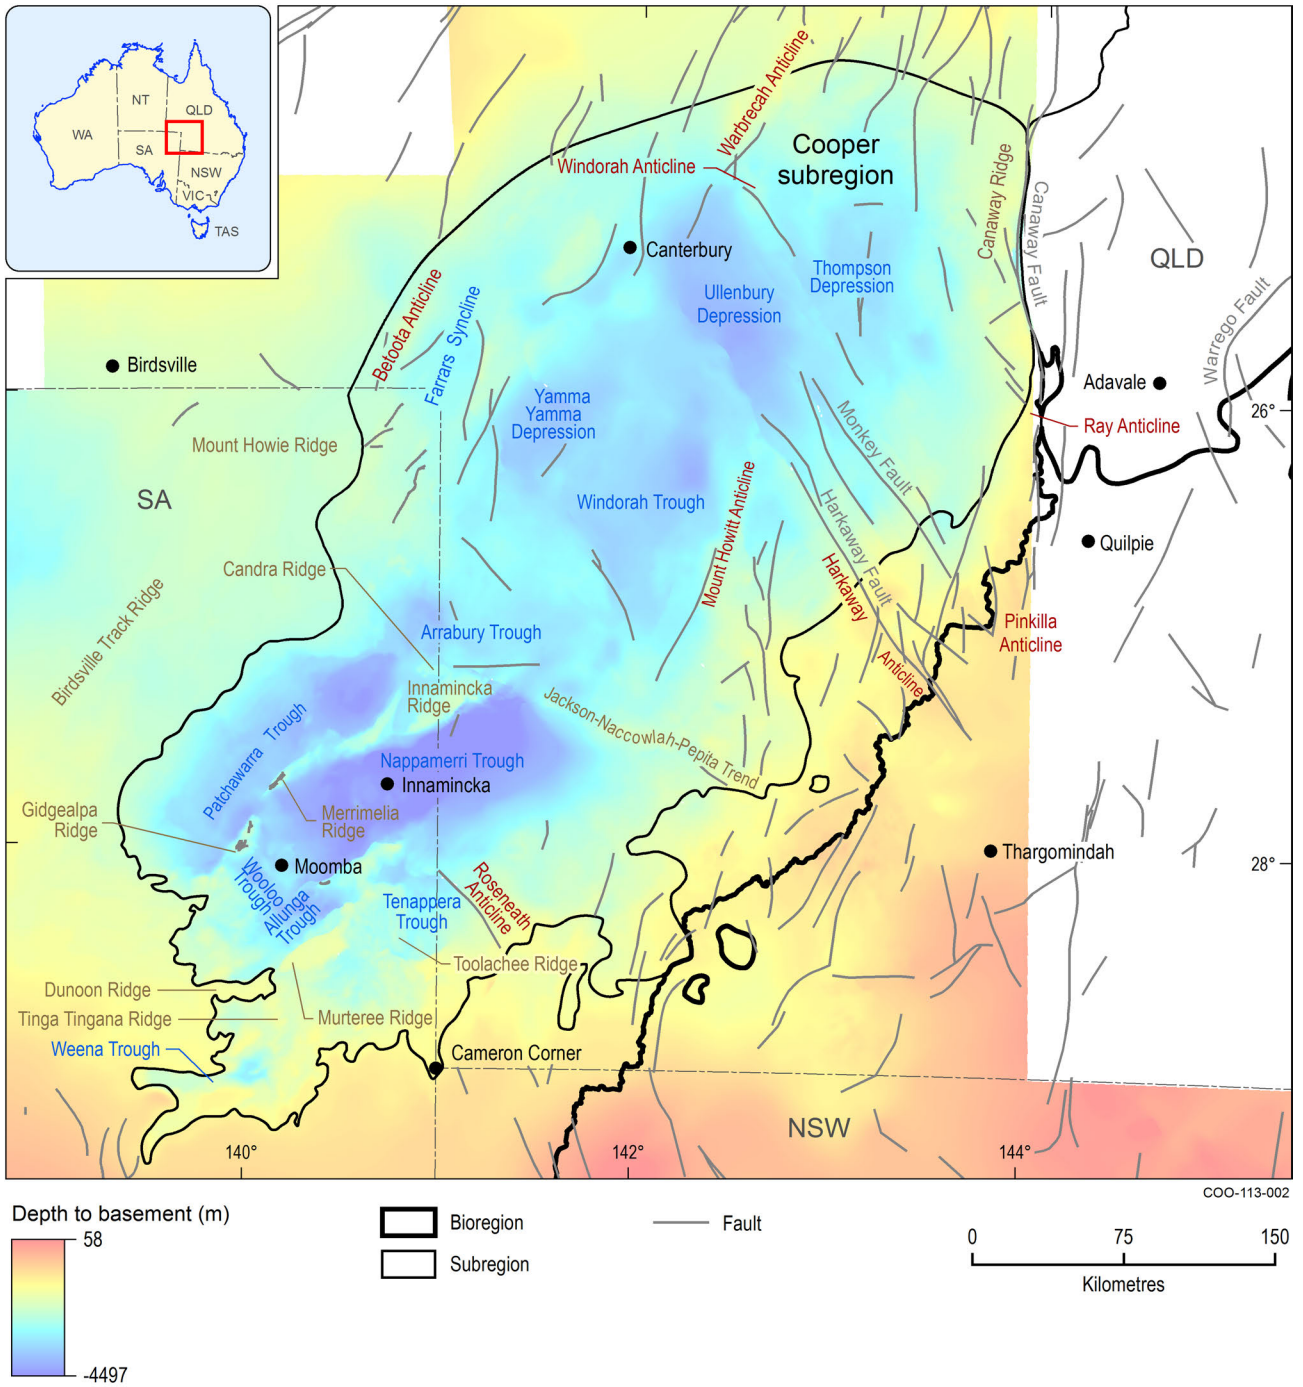 NT
QLD
WA
SA
NSW
VIC
TAS
Warbrecah Anticline
Cooper
subregion
Windorah Anticline
Canaway Ridge
Canaway Fault
QLD
Canterbury
Thompson
Depression
Ullenbury
Depression
Betoota Anticline
Farrars Syncline
Warrego Fault
Birdsville
Adavale
26°
Yamma
Yamma
Depression
Monkey Fault
Ray Anticline
Mount Howie Ridge
SA
Windorah Trough
Mount Howitt Anticline
Harkaway Fault
Quilpie
Candra Ridge
Harkaway
Anticline
Birdsville Track Ridge
Arrabury Trough
Pinkilla
Anticline
Innamincka
Ridge
Jackson-Naccowlah-Pepita Trend
Patchawarra Trough
Nappamerri Trough
Innamincka
Gidgealpa
Ridge
Merrimelia
Ridge
Thargomindah
28°
Moomba
Wooloo
Trough
Allunga
Trough
Tenappera
Trough
Roseneath
Anticline
Toolachee Ridge
Dunoon Ridge
Tinga Tingana Ridge
Murteree Ridge
Weena Trough
Cameron Corner
NSW
140°
142°
144°
COO-113-002
Depth to basement (m)
58
-4497
Bioregion
Subregion
Fault
0
75
150
Kilometres